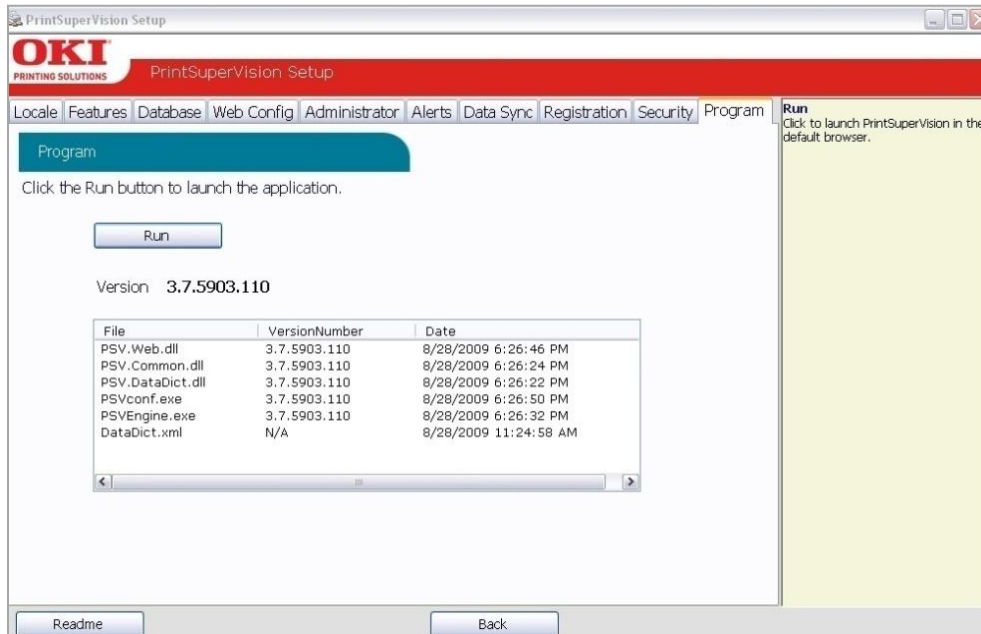 PrintSuperVision Setup
OKI
PRINTING SOLUTIONS
PrintSuperVision Setup
Locale Features Database Web Config Administrator Alerts Data Sync Registration Security Program
Run
Click to launch PrintSuperVision in the
default browser.
Program
Click the Run button to launch the application.
Run
Version 3.7.5903.110
File VersionNumber Date
PSV.Web.dll 3.7.5903.110 8/28/2009 6:26:46 PM
PSV.Common.dll 3.7.5903.110 8/28/2009 6:26:24 PM
PSV.DataDict.dll 3.7.5903.110 8/28/2009 6:26:22 PM
PSVconf.exe 3.7.5903.110 8/28/2009 6:26:50 PM
PSVEngine.exe 3.7.5903.110 8/28/2009 6:26:32 PM
DataDict.xml N/A 8/28/2009 11:24:58 AM
Readme Back